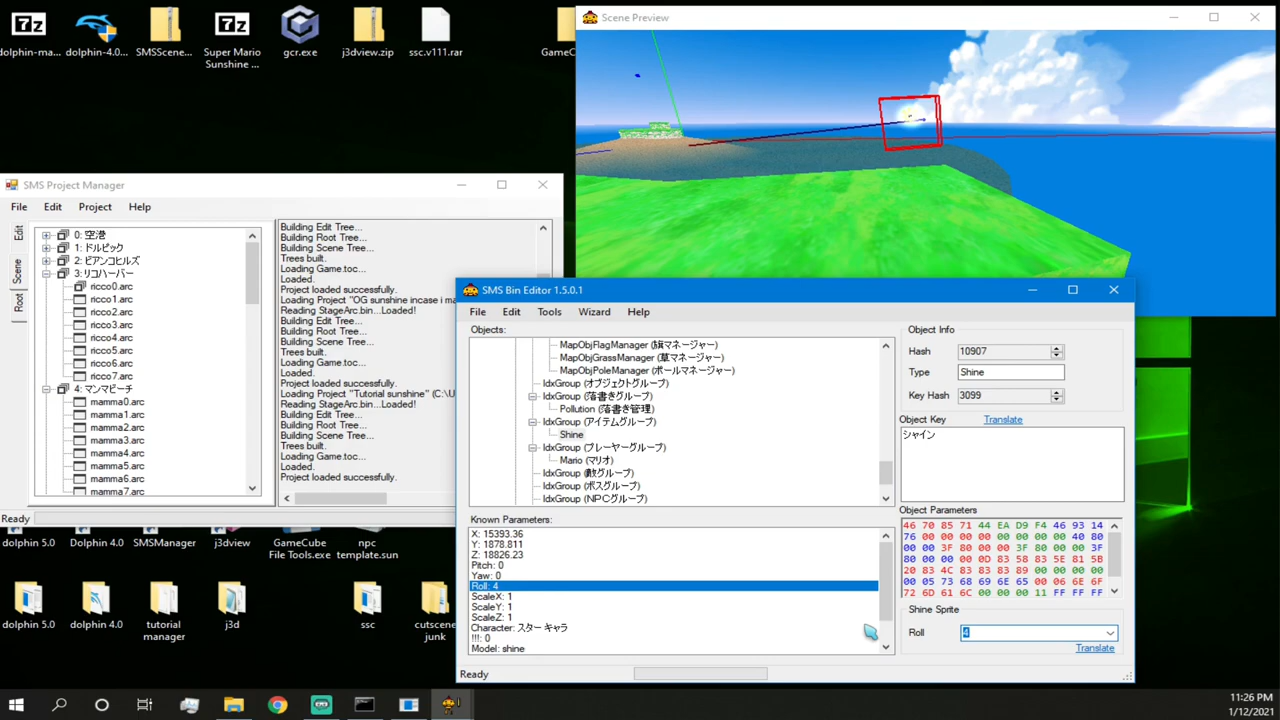 dolphin-ma...
dolphin-4.0...
SMSScene...
Super Mario
Sunshine ...
gcr.exe
j3dview.zip
ssc.v111.rar
GameC
Scene Preview
SMS Project Manager
File Edit Project Help
Edit
Scene
Root
0: 空港
1: ドルピック
2: ビアンコヒルズ
3: リコハーバー
ricco0.arc
ricco1.arc
ricco2.arc
ricco3.arc
ricco4.arc
ricco5.arc
ricco6.arc
ricco7.arc
4: マンマビーチ
mamma0.arc
mamma1.arc
mamma2.arc
mamma3.arc
mamma4.arc
mamma5.arc
mamma6.arc
mamma7.arc
Building Edit Tree...
Building Root Tree...
Building Scene Tree...
Trees built.
Loading Game.toc...
Loaded.
Project loaded successfully.
Loading Project "OG sunshine incase i ma
Reading StageArc.bin...Loaded!
Building Edit Tree...
Building Root Tree...
Building Scene Tree...
Trees built.
Loading Game.toc...
Loaded.
Project loaded successfully.
Loading Project "Tutorial sunshine" (C:\U
Reading StageArc.bin...Loaded!
Building Edit Tree...
Building Root Tree...
Building Scene Tree...
Trees built.
Loading Game.toc...
Loaded.
Project loaded successfully.
Ready
SMS Bin Editor 1.5.0.1
File Edit Tools Wizard Help
Objects:
MapObjFlagManager (旗マネージャー)
MapObjGrassManager (草マネージャー)
MapObjPoleManager (ポールマネージャー)
IdxGroup (オブジェクトグループ)
IdxGroup (落書きグループ)
Pollution (落書き管理)
IdxGroup (アイテムグループ)
Shine
IdxGroup (プレーヤーグループ)
Mario (マリオ)
IdxGroup (敵グループ)
IdxGroup (ボスグループ)
IdxGroup (NPCグループ)
Known Parameters:
X: 15393.36
Y: 1878.811
Z: 18826.23
Pitch: 0
Yaw: 0
Roll: 4
ScaleX: 1
ScaleY: 1
ScaleZ: 1
Character: スター キャラ
!!!: 0
Model: shine
Ready
Object Info
Hash 10907
Type Shine
Key Hash 3099
Object Key Translate
シャイン
Object Parameters
46 70 85 71 44 EA D9 F4 46 93 14
76 00 00 00 00 00 00 00 00 40 80
00 00 3F 80 00 00 3F 80 00 00 3F
80 00 00 00 0D 83 58 83 5E 81 5B
20 83 4C 83 83 83 89 00 00 00 00
00 05 73 68 69 6E 65 00 06 6E 6F
72 6D 61 6C 00 00 00 11 FF FF FF
Shine Sprite
Roll 4
Translate
dolphin 5.0
Dolphin 4.0
SMSManager
j3dview
GameCube
File Tools.exe
npc
template.sun
dolphin 5.0
dolphin 4.0
tutorial
manager
j3d
ssc
cutscene
junk
11:26 PM
1/12/2021